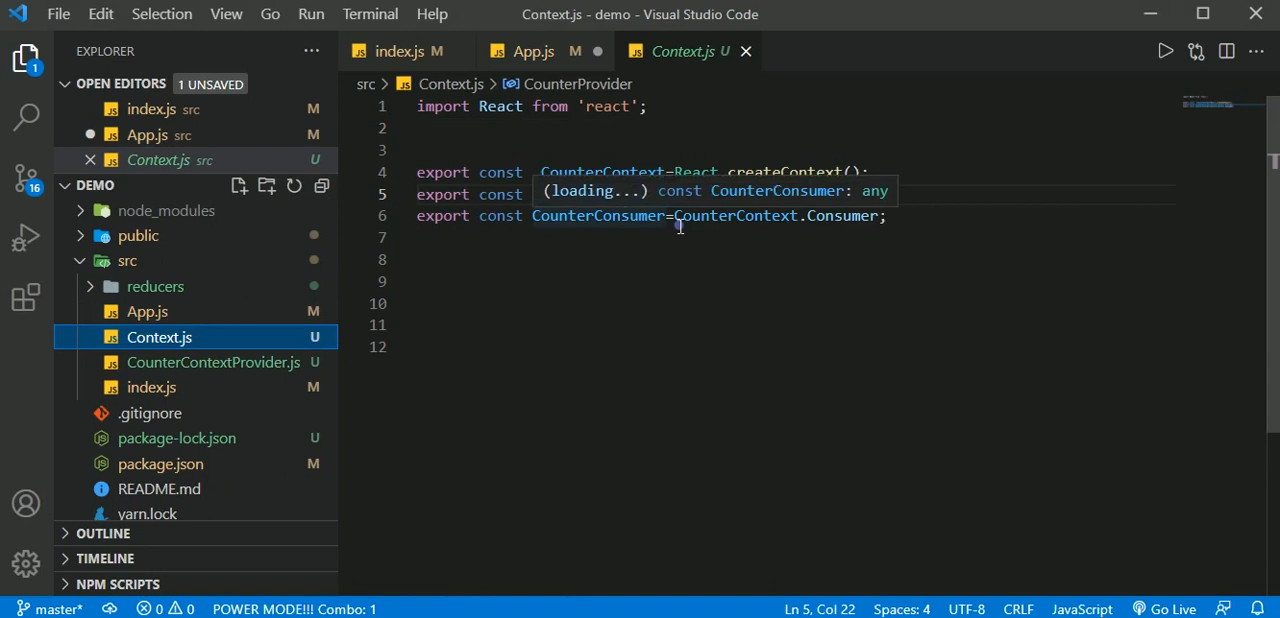 File Edit Selection View Go Run Terminal Help Context.js - demo - Visual Studio Code
EXPLORER
index.js M App.js M Context.js U
OPEN EDITORS 1 UNSAVED
src > Context.js > CounterProvider
index.js src M
App.js src M
Context.js src U
DEMO
node_modules
public
src
reducers
App.js M
Context.js U
CounterContextProvider.js U
index.js M
.gitignore
package-lock.json U
package.json M
README.md
yarn.lock
OUTLINE
TIMELINE
NPM SCRIPTS
1 import React from 'react';
2
3
4 export const CounterContext=React.createContext();
5 export const
(loading...) const CounterConsumer: any
6 export const CounterConsumer=CounterContext.Consumer;
7
8
9
10
11
12
1
16
master* 0 0 POWER MODE!!! Combo: 1 Ln 5, Col 22 Spaces: 4 UTF-8 CRLF JavaScript Go Live